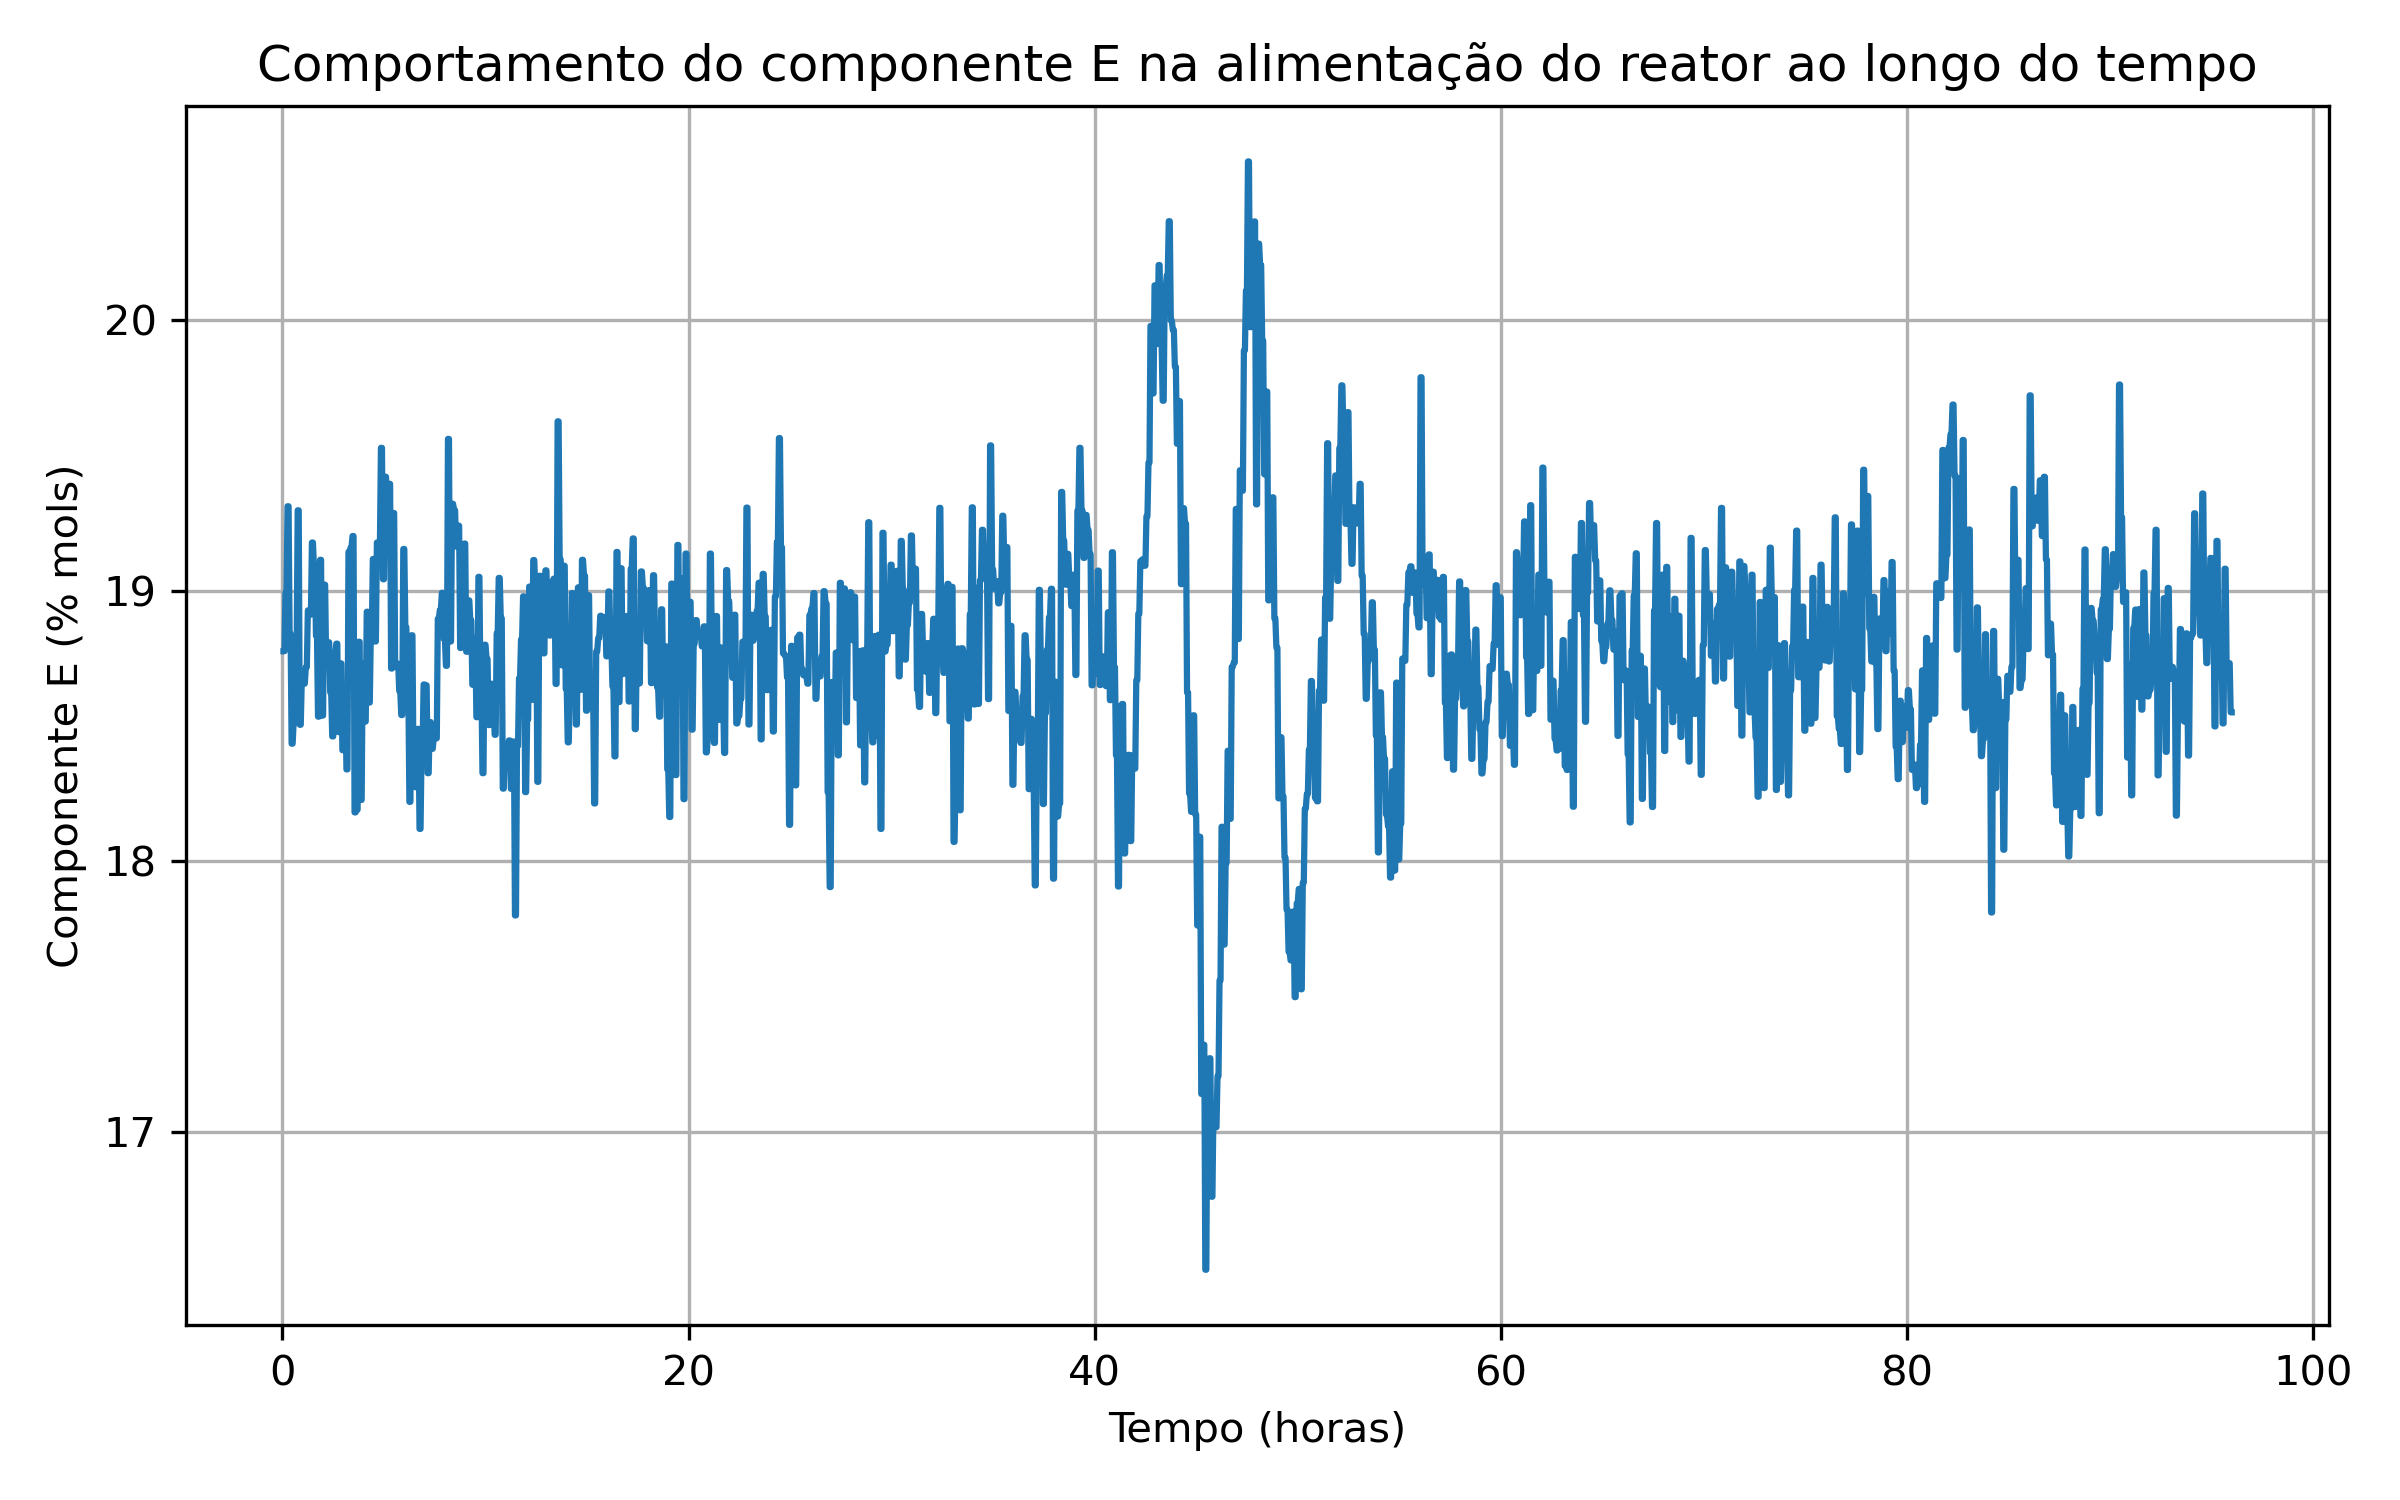 Comportamento do componente E na alimentação do reator ao longo do tempo
Componente E (% mols)
20
19
18
17
0 20 40 60 80 100
Tempo (horas)